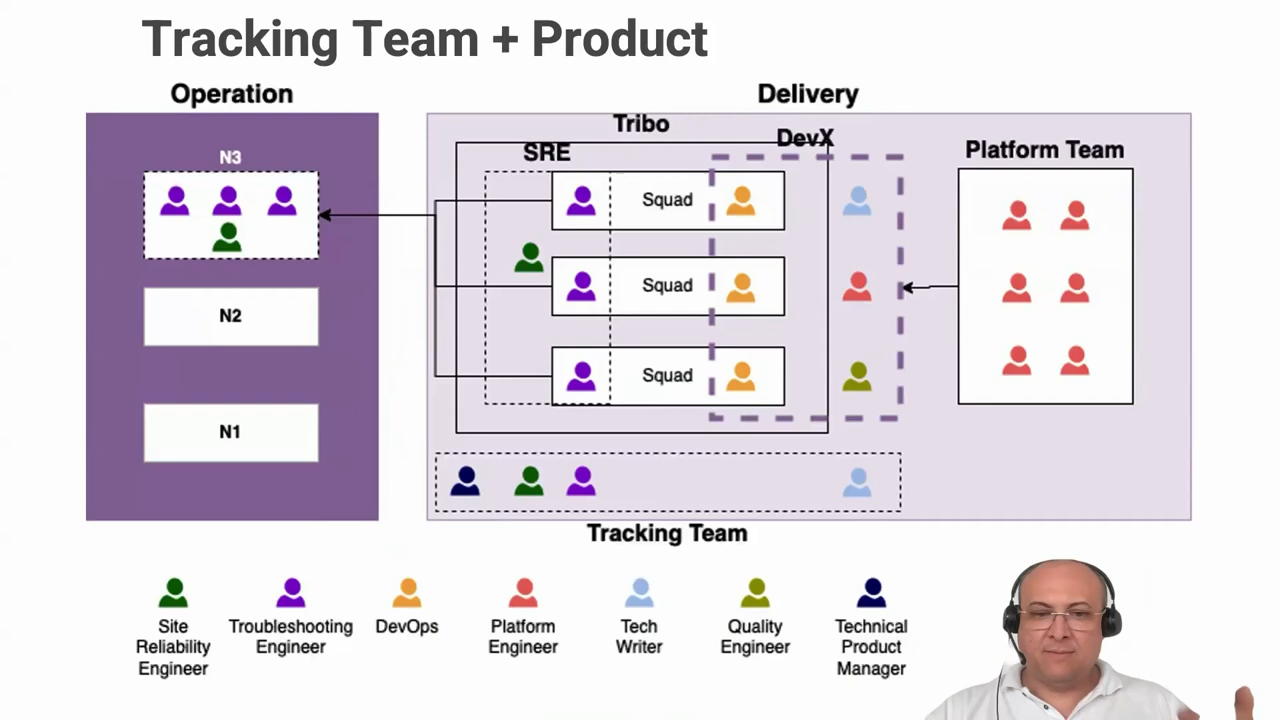 Tracking Team + Product
Operation
Delivery
Tribo
DevX
SRE
Platform Team
N3
Squad
N2
Squad
Squad
N1
Tracking Team
Site
Reliability
Engineer
Troubleshooting
Engineer
DevOps
Platform
Engineer
Tech
Writer
Quality
Engineer
Technical
Product
Manager